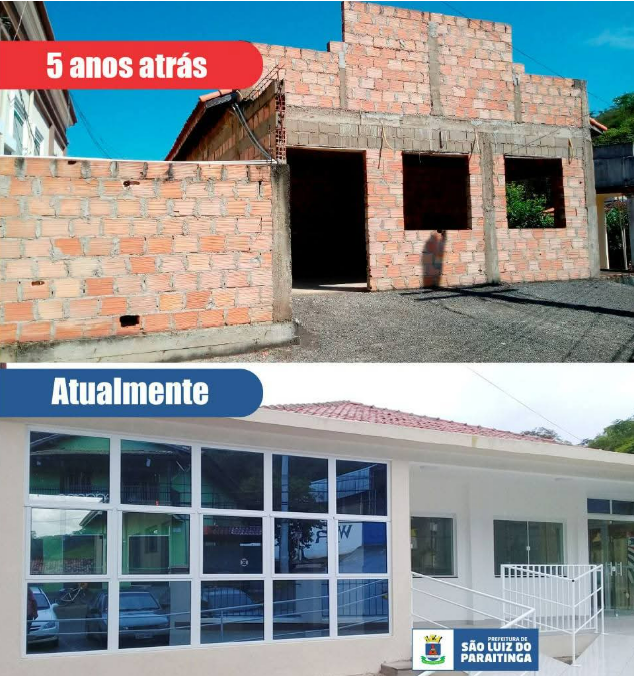 5 anos atrás
Atualmente
PREFEITURA DE
SÃO LUIZ DO
PARAITINGA